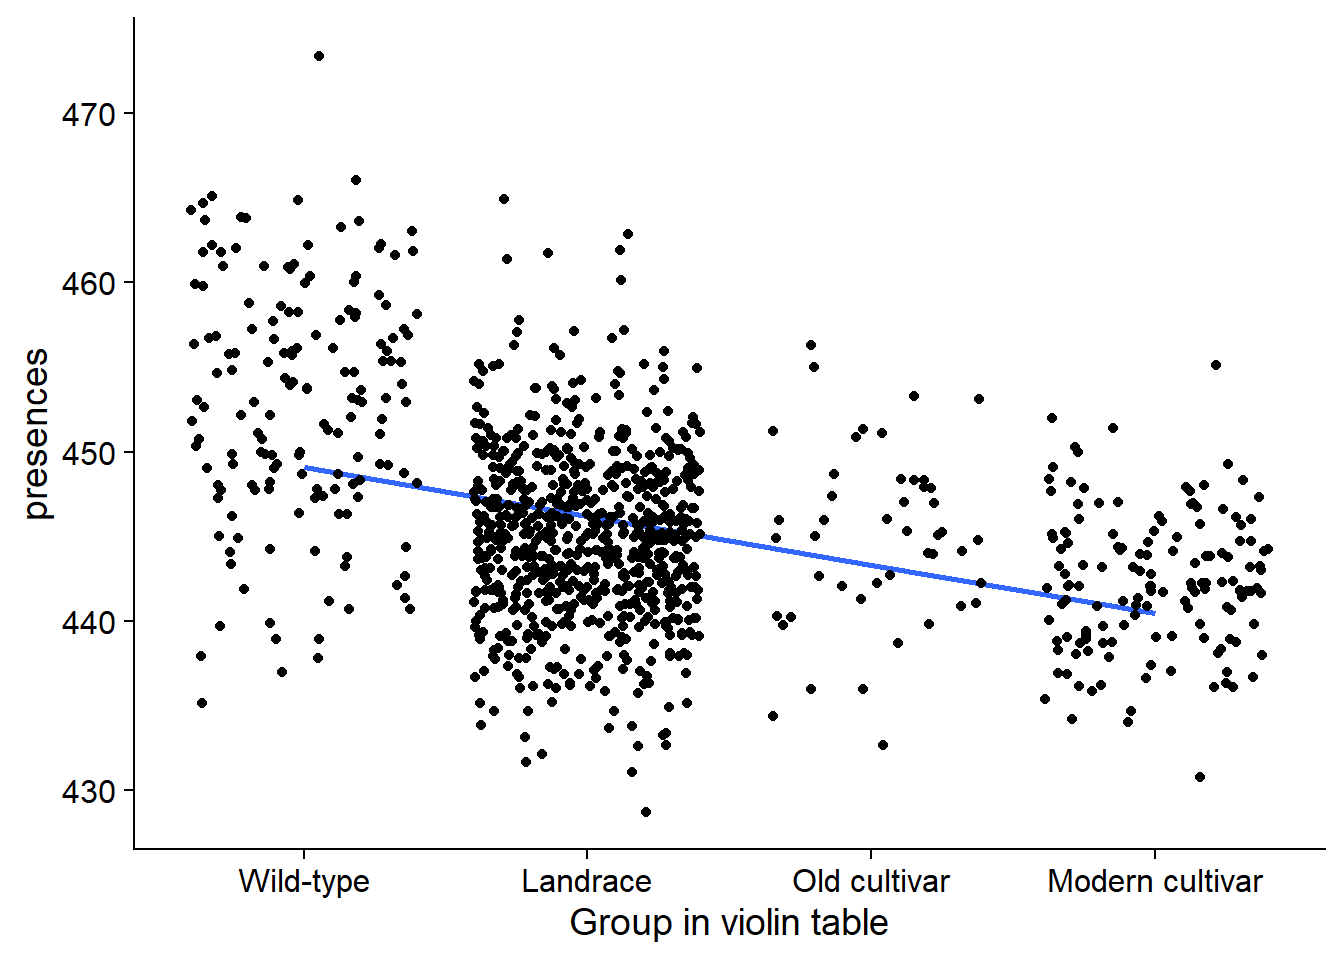 presences
470
460
450
440
430
Wild-type Landrace Old cultivar Modern cultivar
Group in violin table